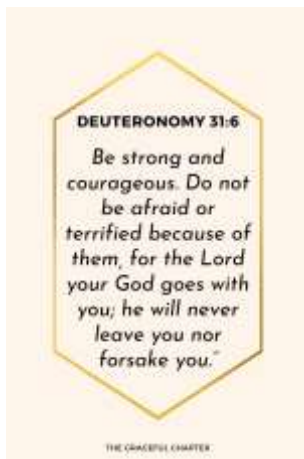 DEUTERONOMY 31:6
Be strong and
courageous. Do not
be afraid or
terrified because of
them, for the Lord
your God goes with
you; he will never
leave you nor
forsake you.”
THE GRACEFUL CHAPTER